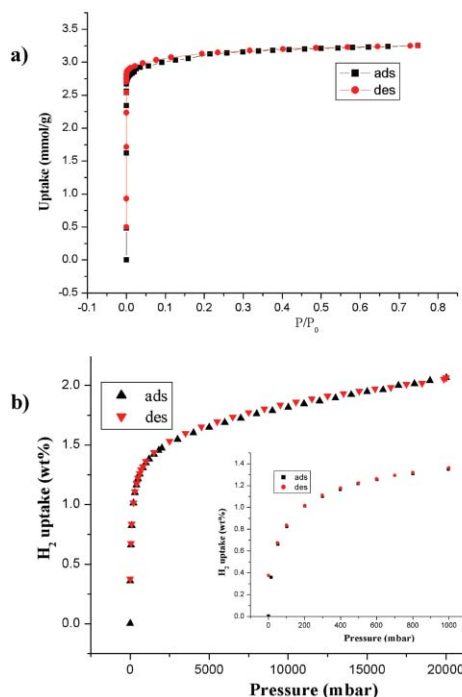 a)
3.5
3.0
2.5
2.0
1.5
1.0
0.5
0.0
0.5
Uptake (mmol/g)
ads
des
-0.1 0.0 0.1 0.2 0.3 0.4 0.5 0.6 0.7 0.8
P/P0
b)
2.0
1.5
1.0
0.5
0.0
H2 uptake (wt%)
ads
des
1.4
1.2
1.0
0.8
0.6
0.4
0.2
0.0
H2 uptake (wt%)
ads
des
0 200 400 600 800 1000
Pressure (mbar)
0 5000 10000 15000 20000
Pressure (mbar)